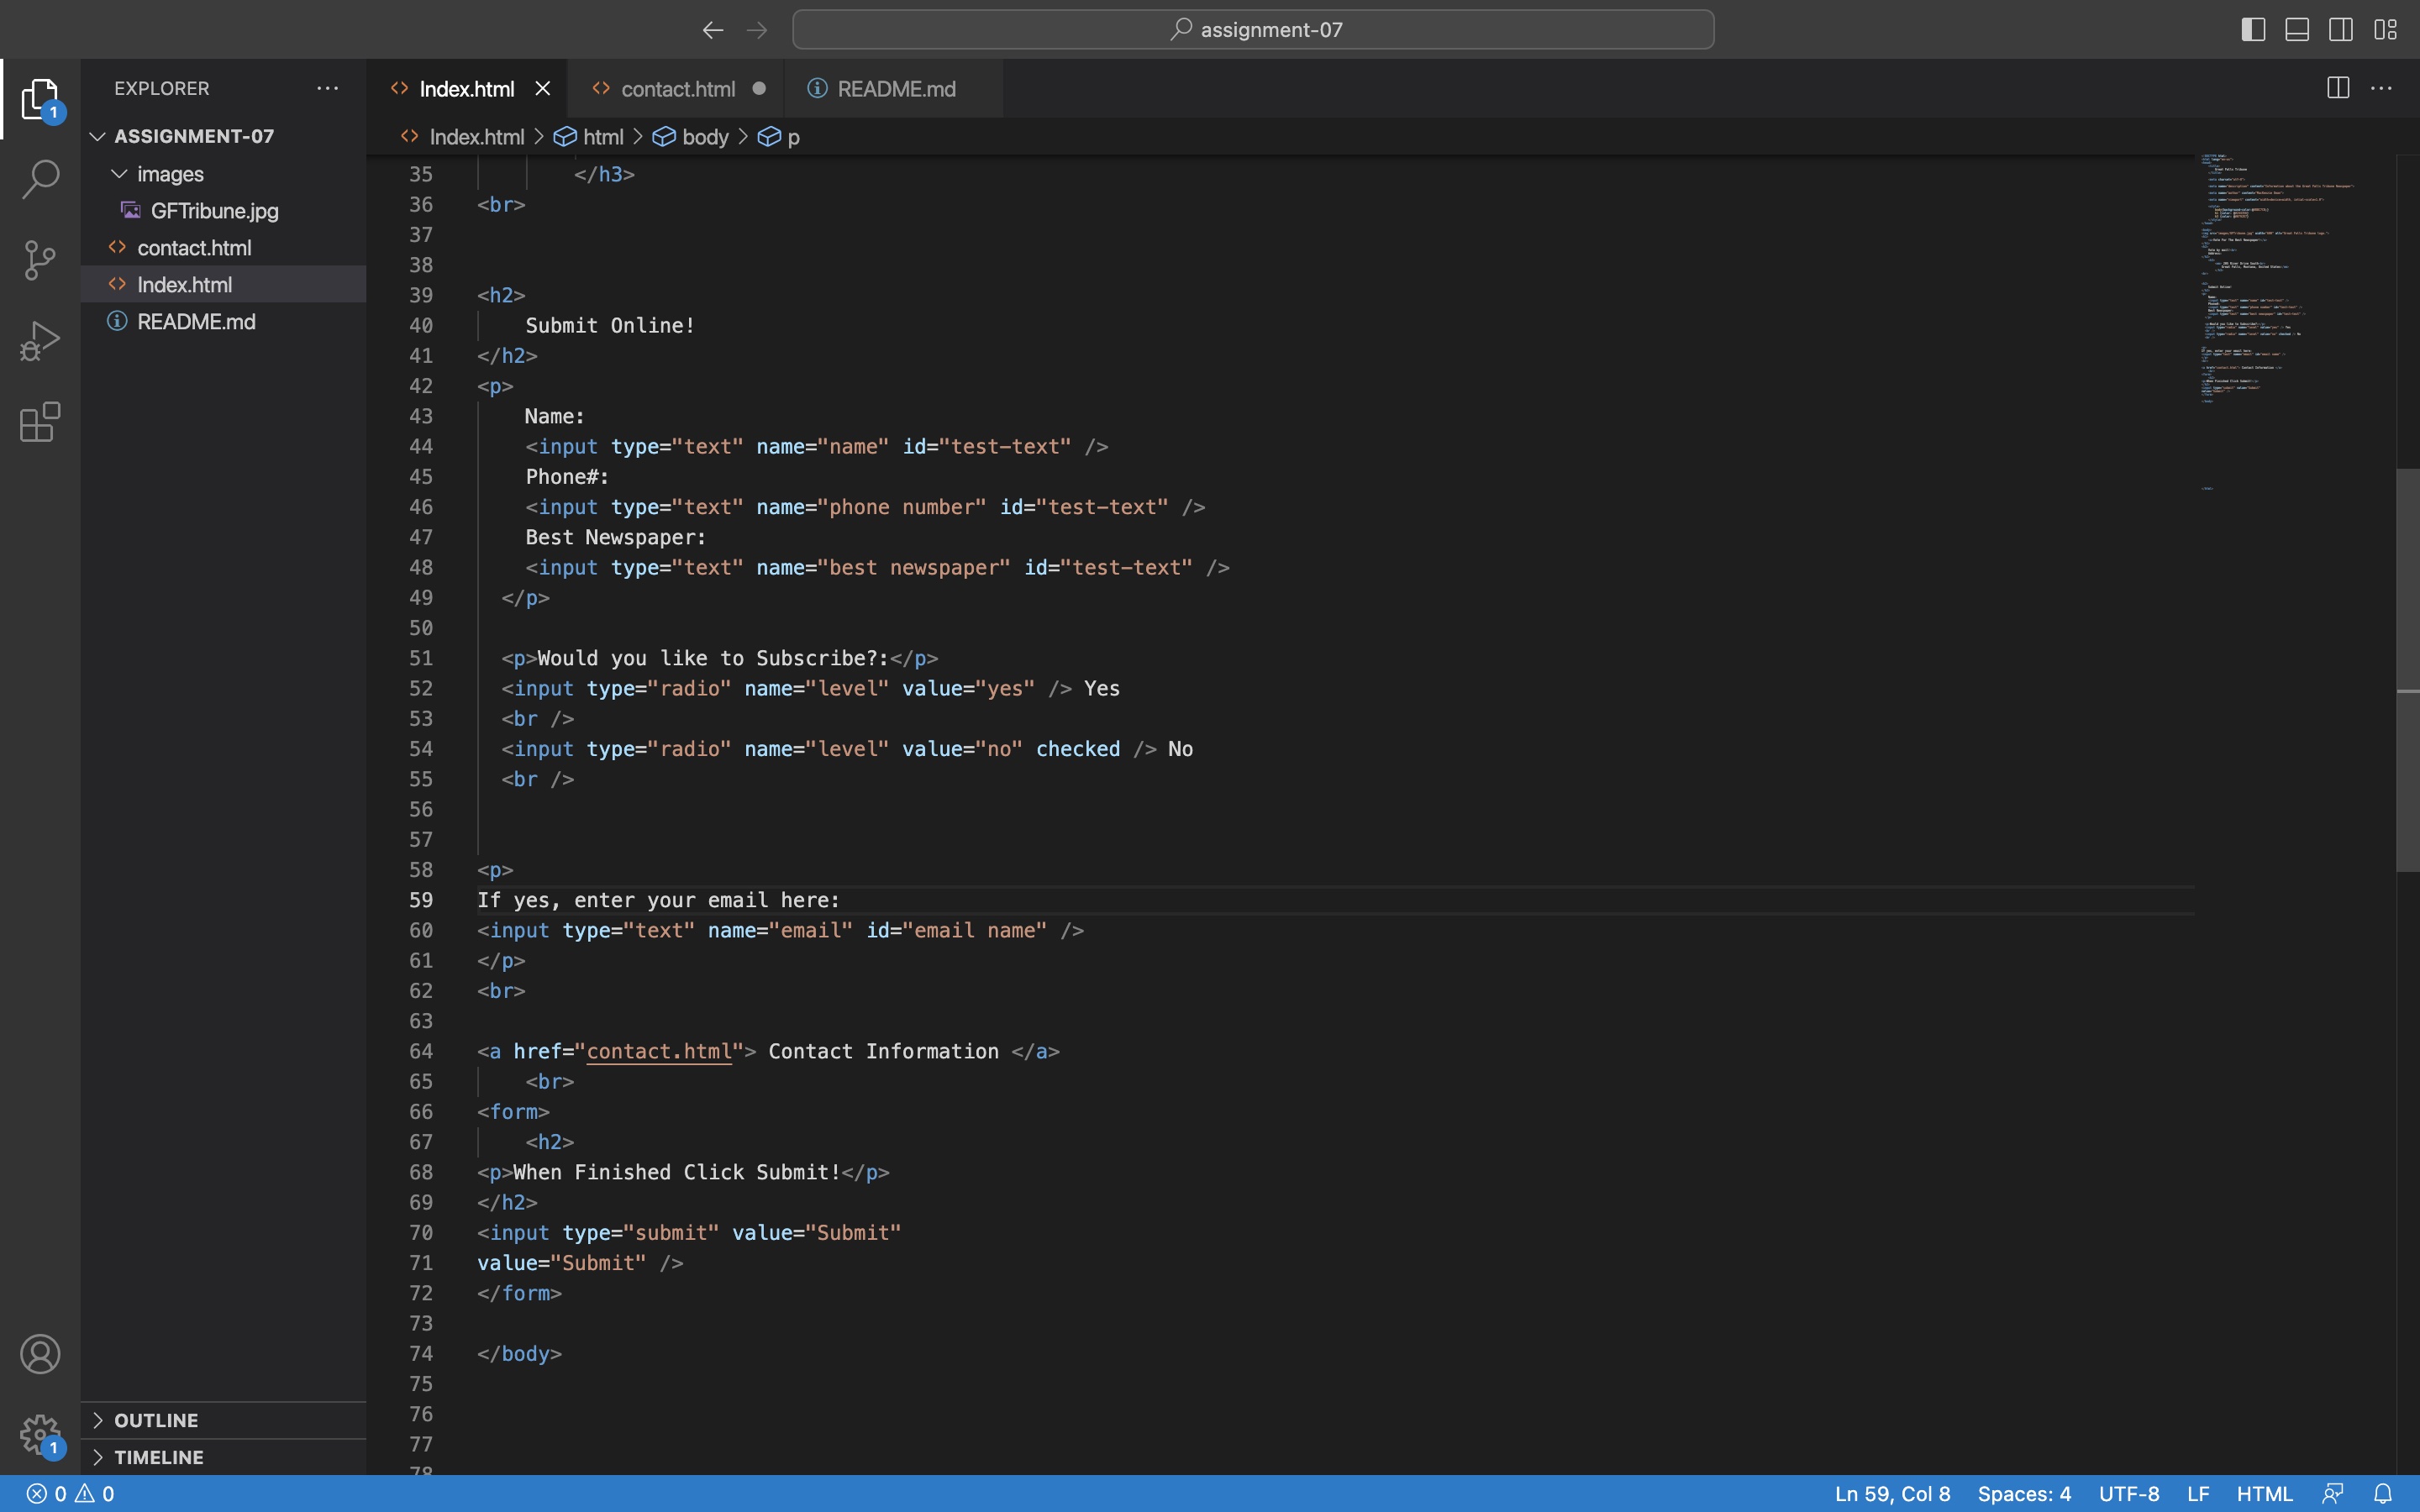 assignment-07
EXPLORER
Index.html
contact.html
README.md
ASSIGNMENT-07
images
GFTribune.jpg
contact.html
Index.html
README.md
Index.html > html > body > p
35 </h3>
36 <br>
37
38
39 <h2>
40 Submit Online!
41 </h2>
42 <p>
43 Name:
44 <input type="text" name="name" id="test-text" />
45 Phone#:
46 <input type="text" name="phone number" id="test-text" />
47 Best Newspaper:
48 <input type="text" name="best newspaper" id="test-text" />
49 </p>
50
51 <p>Would you like to Subscribe?:</p>
52 <input type="radio" name="level" value="yes" /> Yes
53 <br />
54 <input type="radio" name="level" value="no" checked /> No
55 <br />
56
57
58 <p>
59 If yes, enter your email here:
60 <input type="text" name="email" id="email name" />
61 </p>
62 <br>
63
64 <a href="contact.html"> Contact Information </a>
65 <br>
66 <form>
67 <h2>
68 <p>When Finished Click Submit!</p>
69 </h2>
70 <input type="submit" value="Submit"
71 value="Submit" />
72 </form>
73
74 </body>
75
76
77
78
1
1
OUTLINE
TIMELINE
0 0
Ln 59, Col 8
Spaces: 4
UTF-8
LF
HTML